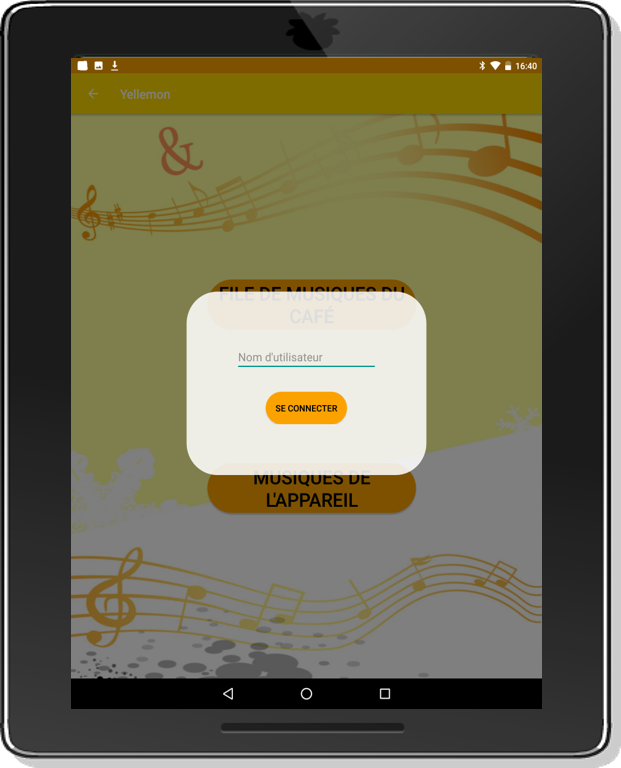 16:40
Yellemon
&
FILE DE MUSIQUES DU
CAFÉ
Nom d'utilisateur
SE CONNECTER
MUSIQUES DE
L'APPAREIL